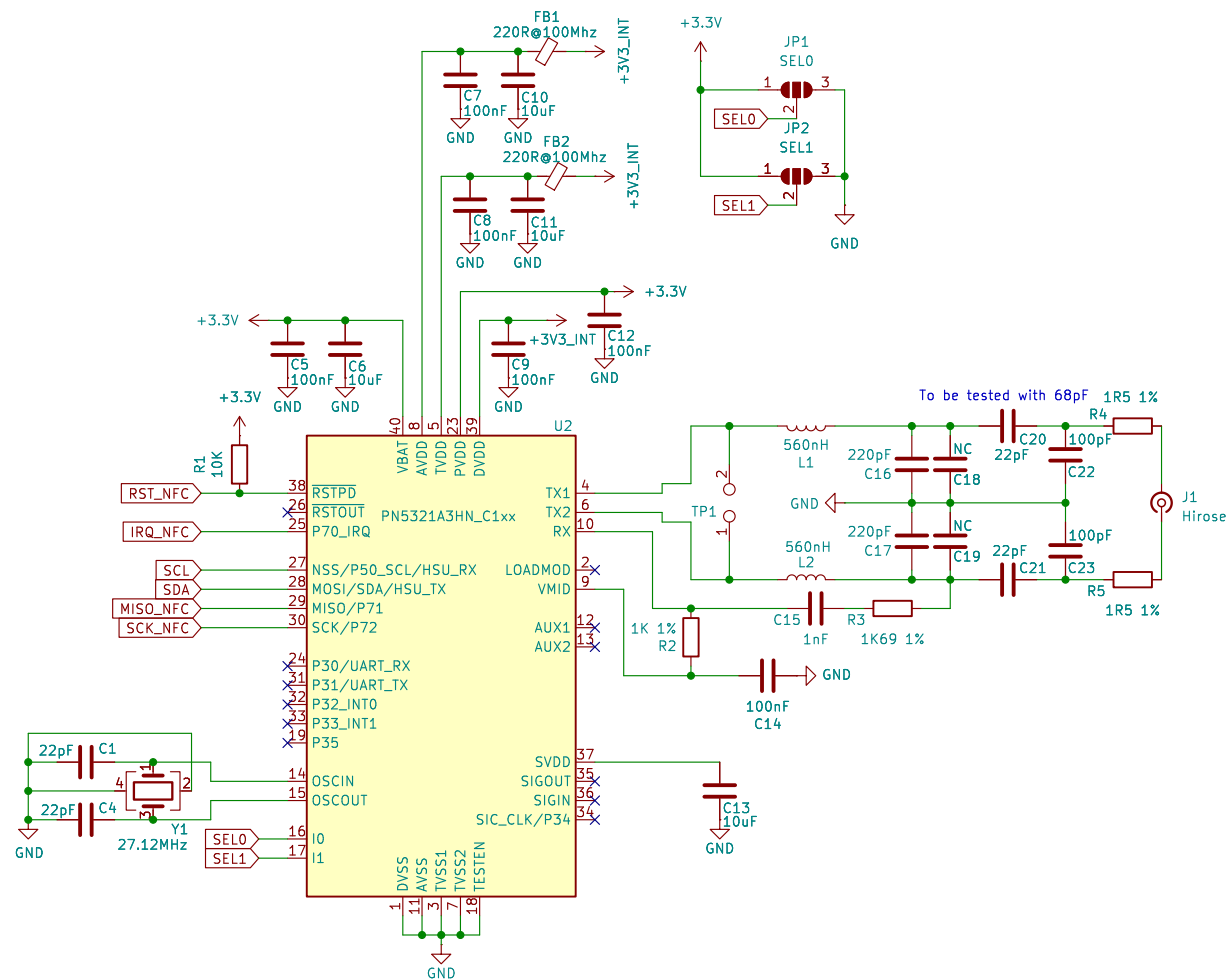 FB1
220R@100Mhz
+3V3_INT
C7
100nF
C10
10uF
GND
GND
FB2
220R@100Mhz
+3V3_INT
C8
100nF
C11
10uF
GND
GND
+3.3V
JP1
SEL0
1
3
2
SEL0
JP2
SEL1
1
3
2
SEL1
GND
+3.3V
+3.3V
+3V3_INT
C5
100nF
C6
10uF
C9
100nF
C12
100nF
GND
GND
GND
GND
+3.3V
R1
10K
U2
PN5321A3HN_C1xx
40
8
5
23
39
VBAT
AVDD
TVDD
PVDD
DVDD
RST_NFC
38
RSTPD
26
RSTOUT
IRQ_NFC
25
P70_IRQ
SCL
27
NSS/P50_SCL/HSU_RX
SDA
28
MOSI/SDA/HSU_TX
MISO_NFC
29
MISO/P71
SCK_NFC
30
SCK/P72
24
P30/UART_RX
31
P31/UART_TX
32
P32_INT0
33
P33_INT1
19
P35
14
OSCIN
15
OSCOUT
SEL0
16
I0
SEL1
17
I1
22pF
C1
1
4
2
3
22pF
C4
Y1
27.12MHz
GND
TX1
4
TX2
6
RX
10
LOADMOD
2
VMID
9
AUX1
12
AUX2
13
SVDD
37
SIGOUT
35
SIGIN
36
SIC_CLK/P34
34
DVSS
AVSS
TVSS1
TVSS2
TESTEN
1
11
3
7
18
GND
C13
10uF
GND
To be tested with 68pF
1R5 1%
R4
560nH
L1
2
TP1
1
220pF
C16
NC
C18
C20
22pF
100pF
C22
GND
J1
Hirose
560nH
L2
220pF
C17
NC
C19
22pF
C21
100pF
C23
R5
1R5 1%
1K 1%
R2
C15
1nF
R3
1K69 1%
100nF
C14
GND